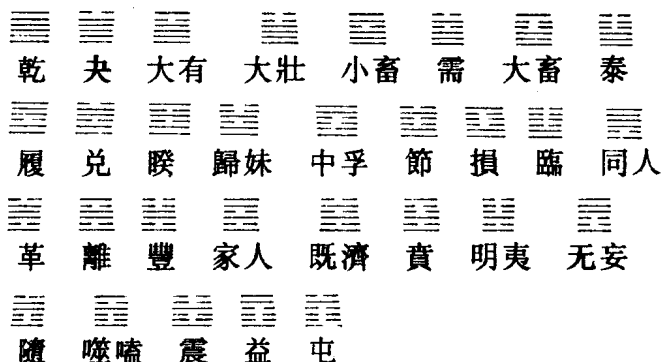 乾 夬 大有 大壯 小畜 需 大畜 泰
履 兑 睽 歸妹 中孚 節 損 臨 同人
革 離 豐 家人 既濟 賁 明夷 无妄
隨 噬嗑 震 益 屯